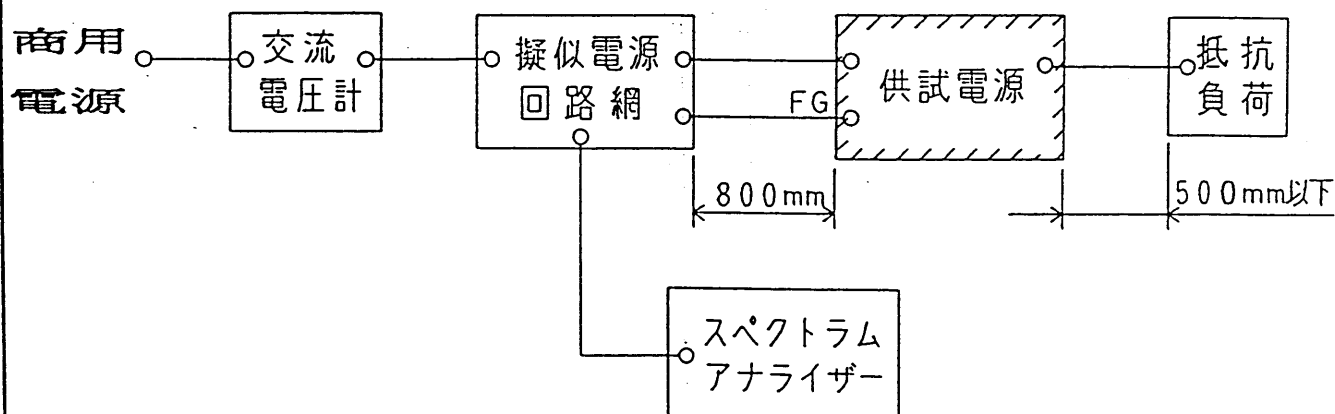 商用
電源
交流
電圧計
擬似電源
回路網
FG
供試電源
抵抗
負荷
800mm
500mm以下
スペクトラム
アナライザー